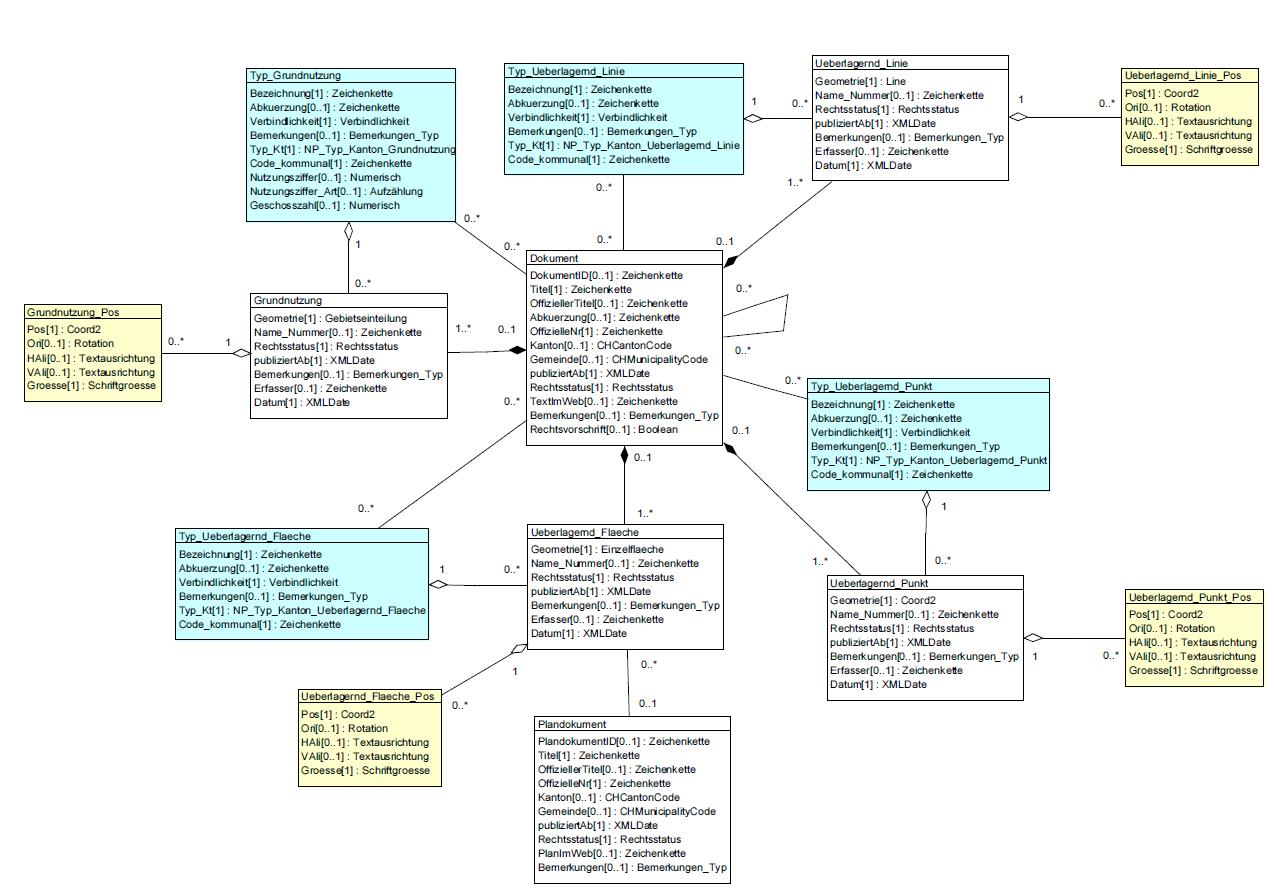 Typ_Grundnutzung
Bezeichnung[1] : Zeichenkette
Abkuerzung[0..1] : Zeichenkette
Verbindlichkeit[1] : Verbindlichkeit
Bemerkungen[0..1] : Bemerkungen_Typ
Typ_Kt[1] : NP_Typ_Kanton_Grundnutzung
Code_kommunal[1] : Zeichenkette
Nutzungsziffer[0..1] : Numerisch
Nutzungsziffer_Art[0..1] : Aufzählung
Geschosszahl[0..1] : Numerisch
Typ_Ueberlagernd_Linie
Bezeichnung[1] : Zeichenkette
Abkuerzung[0..1] : Zeichenkette
Verbindlichkeit[1] : Verbindlichkeit
Bemerkungen[0..1] : Bemerkungen_Typ
Typ_Kt[1] : NP_Typ_Kanton_Ueberlagernd_Linie
Code_kommunal[1] : Zeichenkette
1
0..*
Ueberlagernd_Linie
Geometrie[1] : Line
Name_Nummer[0..1] : Zeichenkette
Rechtsstatus[1] : Rechtsstatus
publiziertAb[1] : XMLDate
Bemerkungen[0..1] : Bemerkungen_Typ
Erfasser[0..1] : Zeichenkette
Datum[1] : XMLDate
1
0..*
Ueberlagernd_Linie_Pos
Pos[1] : Coord2
Ori[0..1] : Rotation
HAli[0..1] : Textausrichtung
VAli[0..1] : Textausrichtung
Groesse[1] : Schriftgroesse
0..*
0..*
1..*
0..1
0..*
0..*
1
0..*
Grundnutzung_Pos
Pos[1] : Coord2
Ori[0..1] : Rotation
HAli[0..1] : Textausrichtung
VAli[0..1] : Textausrichtung
Groesse[1] : Schriftgroesse
0..*
1
Grundnutzung
Geometrie[1] : Gebietseinteilung
Name_Nummer[0..1] : Zeichenkette
Rechtsstatus[1] : Rechtsstatus
publiziertAb[1] : XMLDate
Bemerkungen[0..1] : Bemerkungen_Typ
Erfasser[0..1] : Zeichenkette
Datum[1] : XMLDate
1..*
0..1
Dokument
DokumentID[0..1] : Zeichenkette
Titel[1] : Zeichenkette
OffiziellerTitel[0..1] : Zeichenkette
Abkuerzung[0..1] : Zeichenkette
OffizielleNr[1] : Zeichenkette
Kanton[0..1] : CHCantonCode
Gemeinde[0..1] : CHMunicipalityCode
publiziertAb[1] : XMLDate
Rechtsstatus[1] : Rechtsstatus
TextImWeb[0..1] : Zeichenkette
Bemerkungen[0..1] : Bemerkungen_Typ
Rechtsvorschrift[0..1] : Boolean
0..*
0..*
0..*
0..1
0..*
0..*
0..1
1..*
Typ_Ueberlagernd_Punkt
Bezeichnung[1] : Zeichenkette
Abkuerzung[0..1] : Zeichenkette
Verbindlichkeit[1] : Verbindlichkeit
Bemerkungen[0..1] : Bemerkungen_Typ
Typ_Kt[1] : NP_Typ_Kanton_Ueberlagernd_Punkt
Code_kommunal[1] : Zeichenkette
1
0..*
1..*
Typ_Ueberlagernd_Flaeche
Bezeichnung[1] : Zeichenkette
Abkuerzung[0..1] : Zeichenkette
Verbindlichkeit[1] : Verbindlichkeit
Bemerkungen[0..1] : Bemerkungen_Typ
Typ_Kt[1] : NP_Typ_Kanton_Ueberlagernd_Flaeche
Code_kommunal[1] : Zeichenkette
1
0..*
Ueberlagernd_Flaeche
Geometrie[1] : Einzelflaeche
Name_Nummer[0..1] : Zeichenkette
Rechtsstatus[1] : Rechtsstatus
publiziertAb[1] : XMLDate
Bemerkungen[0..1] : Bemerkungen_Typ
Erfasser[0..1] : Zeichenkette
Datum[1] : XMLDate
Ueberlagernd_Punkt
Geometrie[1] : Coord2
Name_Nummer[0..1] : Zeichenkette
Rechtsstatus[1] : Rechtsstatus
publiziertAb[1] : XMLDate
Bemerkungen[0..1] : Bemerkungen_Typ
Erfasser[0..1] : Zeichenkette
Datum[1] : XMLDate
1
0..*
Ueberlagernd_Punkt_Pos
Pos[1] : Coord2
Ori[0..1] : Rotation
HAli[0..1] : Textausrichtung
VAli[0..1] : Textausrichtung
Groesse[1] : Schriftgroesse
1
0..*
0..*
0..1
Ueberlagernd_Flaeche_Pos
Pos[1] : Coord2
Ori[0..1] : Rotation
HAli[0..1] : Textausrichtung
VAli[0..1] : Textausrichtung
Groesse[1] : Schriftgroesse
Plandokument
PlandokumentID[0..1] : Zeichenkette
Titel[1] : Zeichenkette
OffiziellerTitel[0..1] : Zeichenkette
OffizielleNr[1] : Zeichenkette
Kanton[0..1] : CHCantonCode
Gemeinde[0..1] : CHMunicipalityCode
publiziertAb[1] : XMLDate
Rechtsstatus[1] : Rechtsstatus
PlanImWeb[0..1] : Zeichenkette
Bemerkungen[0..1] : Bemerkungen_Typ